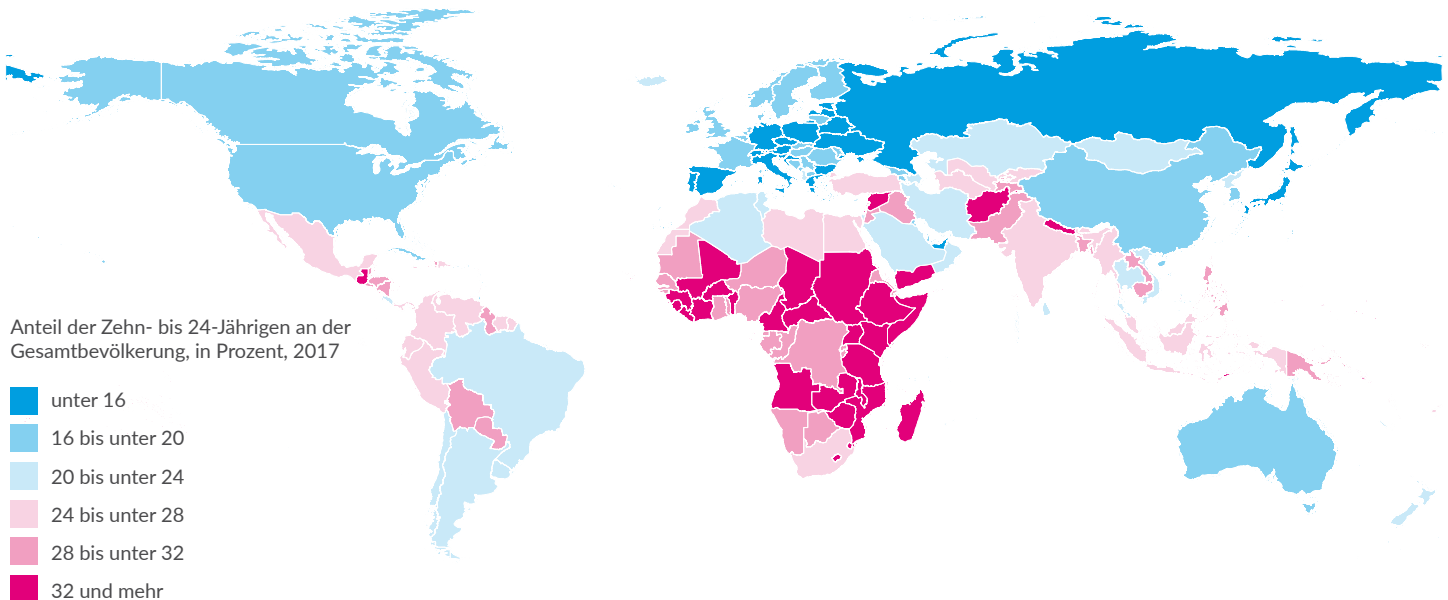 Anteil der Zehn- bis 24-Jährigen an der
Gesamtbevölkerung, in Prozent, 2017
unter 16
16 bis unter 20
20 bis unter 24
24 bis unter 28
28 bis unter 32
32 und mehr